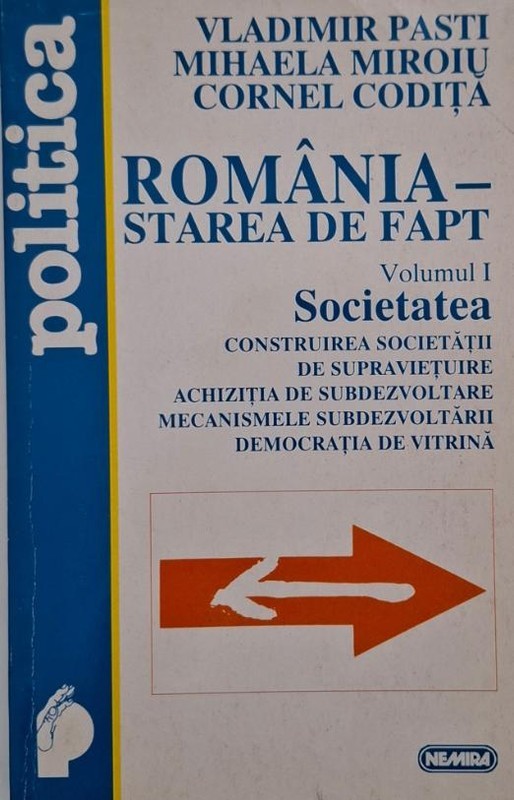 VLADIMIR PASTI
MIHAELA MIROIU
CORNEL CODIȚĂ
politica
ROMÂNIA –
STAREA DE FAPT
Volumul I
Societatea
CONSTRUIREA SOCIETĂȚII
DE SUPRAVIEȚUIRE
ACHIZIȚIA DE SUBDEZVOLTARE
MECANISMELE SUBDEZVOLTĂRII
DEMOCRAȚIA DE VITRINĂ
NEMIRA